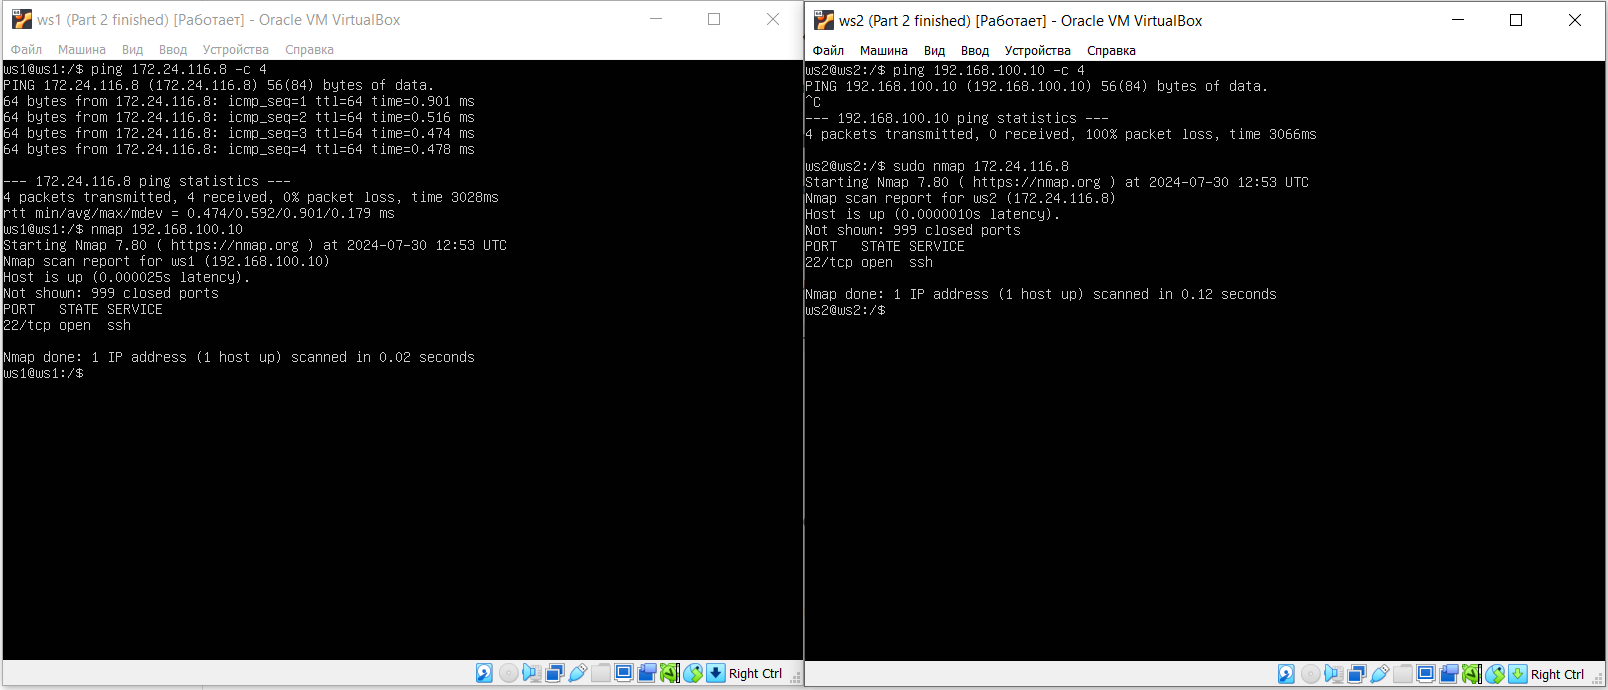 ws1 (Part 2 finished) [Работает] - Oracle VM VirtualBox
Файл Машина Вид Ввод Устройства Справка
ws1@ws1:/$ ping 172.24.116.8 -c 4
PING 172.24.116.8 (172.24.116.8) 56(84) bytes of data.
64 bytes from 172.24.116.8: icmp_seq=1 ttl=64 time=0.901 ms
64 bytes from 172.24.116.8: icmp_seq=2 ttl=64 time=0.516 ms
64 bytes from 172.24.116.8: icmp_seq=3 ttl=64 time=0.474 ms
64 bytes from 172.24.116.8: icmp_seq=4 ttl=64 time=0.478 ms
--- 172.24.116.8 ping statistics ---
4 packets transmitted, 4 received, 0% packet loss, time 3028ms
rtt min/avg/max/mdev = 0.474/0.592/0.901/0.179 ms
ws1@ws1:/$ nmap 192.168.100.10
Starting Nmap 7.80 ( https://nmap.org ) at 2024-07-30 12:53 UTC
Nmap scan report for ws1 (192.168.100.10)
Host is up (0.000025s latency).
Not shown: 999 closed ports
PORT   STATE SERVICE
22/tcp open  ssh
Nmap done: 1 IP address (1 host up) scanned in 0.02 seconds
ws1@ws1:/$
Right Ctrl
ws2 (Part 2 finished) [Работает] - Oracle VM VirtualBox
Файл Машина Вид Ввод Устройства Справка
ws2@ws2:/$ ping 192.168.100.10 -c 4
PING 192.168.100.10 (192.168.100.10) 56(84) bytes of data.
^C
--- 192.168.100.10 ping statistics ---
4 packets transmitted, 0 received, 100% packet loss, time 3066ms
ws2@ws2:/$ sudo nmap 172.24.116.8
Starting Nmap 7.80 ( https://nmap.org ) at 2024-07-30 12:53 UTC
Nmap scan report for ws2 (172.24.116.8)
Host is up (0.0000010s latency).
Not shown: 999 closed ports
PORT   STATE SERVICE
22/tcp open  ssh
Nmap done: 1 IP address (1 host up) scanned in 0.12 seconds
ws2@ws2:/$
Right Ctrl